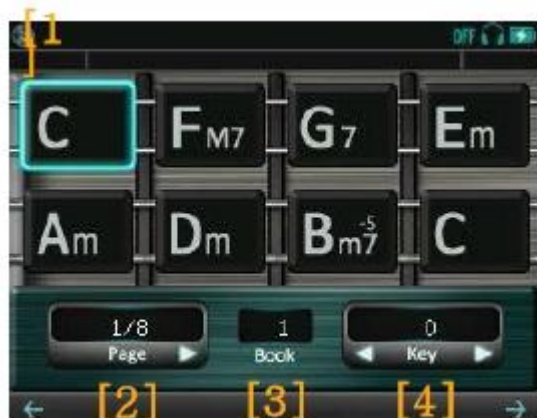 [1
OFF
C FM7 G7 Em
Am Dm Bm7-5 C
1/8 1 0
Page Book Key
[2] [3] [4]